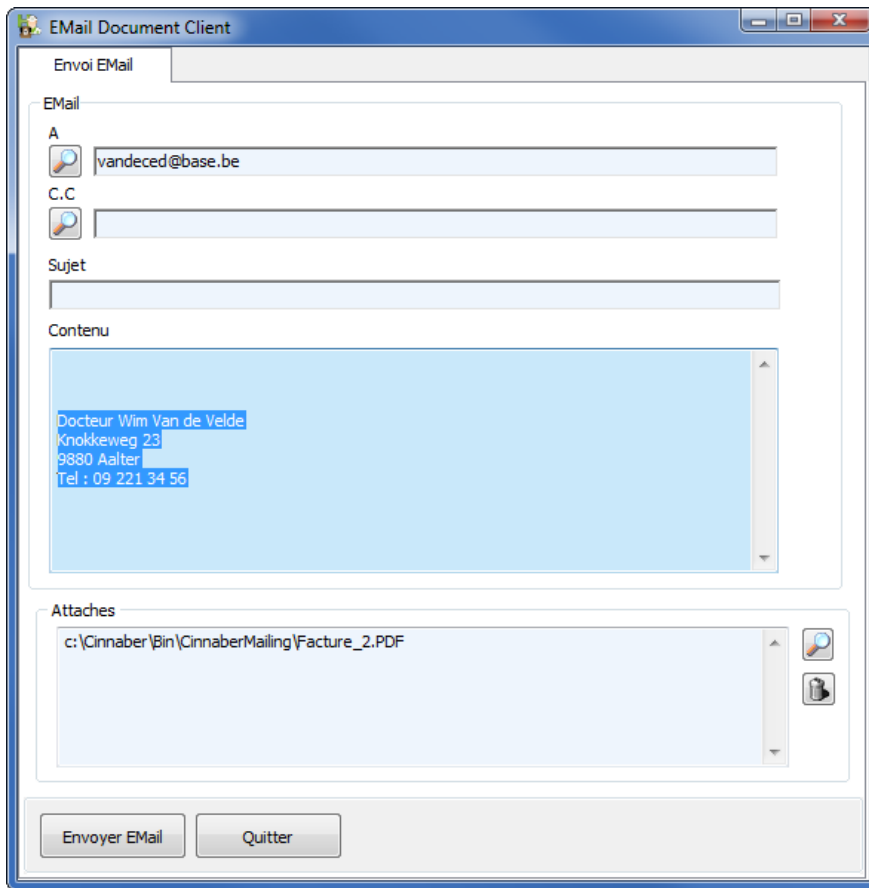 EMail Document Client
Envoi EMail
EMail
A
vandeced@base.be
C.C
Sujet
Contenu
Docteur Wim Van de Velde
Knokkeweg 23
9880 Aalter
Tel : 09 221 34 56
Attaches
c:\Cinnaber\Bin\CinnaberMailing\Facture_2.PDF
Envoyer EMail
Quitter